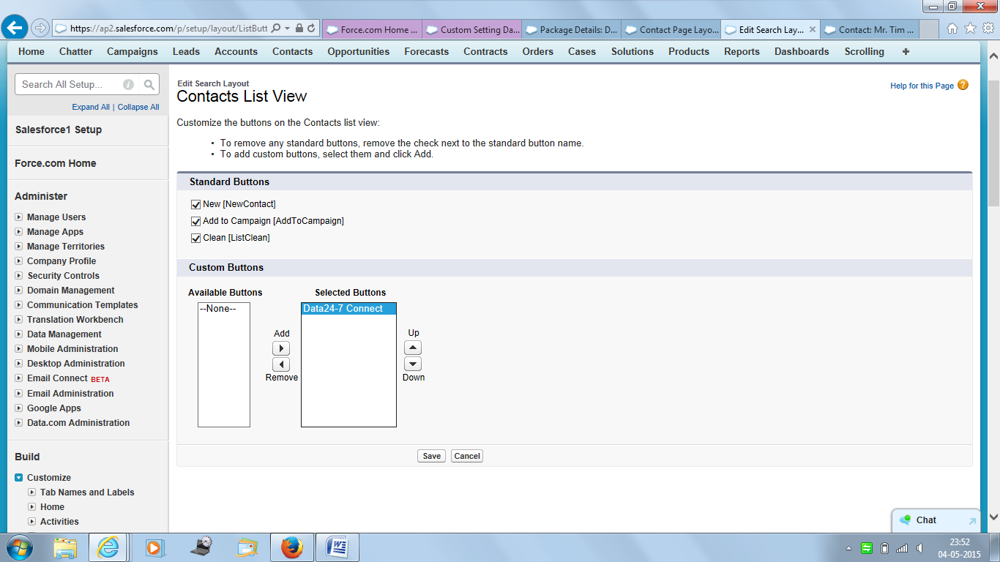 https://ap2.salesforce.com/p/setup/layout/ListButt
Force.com Home ...
Custom Setting Da...
Package Details: D...
Contact Page Layo...
Edit Search Lay...
Contact: Mr. Tim ...
Home Chatter Campaigns Leads Accounts Contacts Opportunities Forecasts Contracts Orders Cases Solutions Products Reports Dashboards Scrolling +
Search All Setup...
Expand All | Collapse All
Salesforce1 Setup
Force.com Home
Administer
Manage Users
Manage Apps
Manage Territories
Company Profile
Security Controls
Domain Management
Communication Templates
Translation Workbench
Data Management
Mobile Administration
Desktop Administration
Email Connect BETA
Email Administration
Google Apps
Data.com Administration
Build
Customize
Tab Names and Labels
Home
Activities
Edit Search Layout
Contacts List View
Help for this Page ?
Customize the buttons on the Contacts list view:
• To remove any standard buttons, remove the check next to the standard button name.
• To add custom buttons, select them and click Add.
Standard Buttons
New [NewContact]
Add to Campaign [AddToCampaign]
Clean [ListClean]
Custom Buttons
Available Buttons
--None--
Add
Remove
Selected Buttons
Data24-7 Connect
Up
Down
Save Cancel
Chat
23:52
04-05-2015